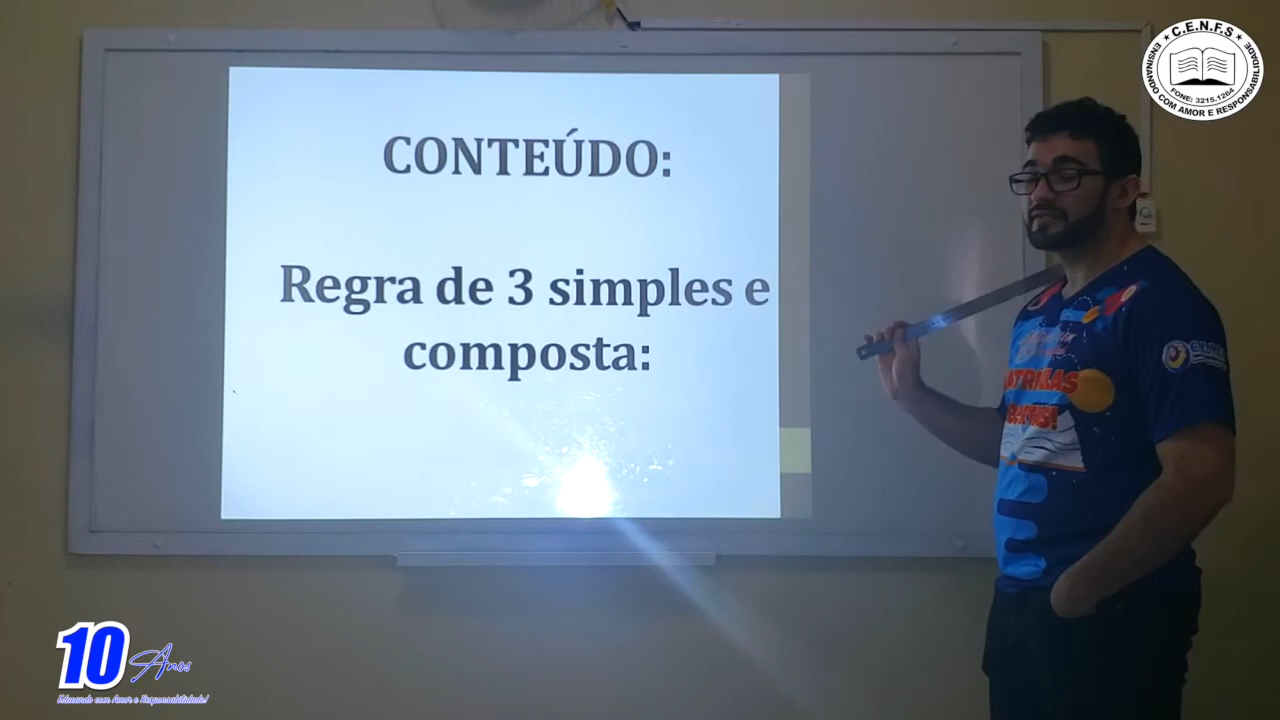 CONTEÚDO:
Regra de 3 simples e
composta:
★ C.E.N.F.S ★
ENSINANDO COM AMOR E RESPONSABILIDADE
FONE: 3215.1264
10 Anos
Educando com Amor e Responsabilidade!